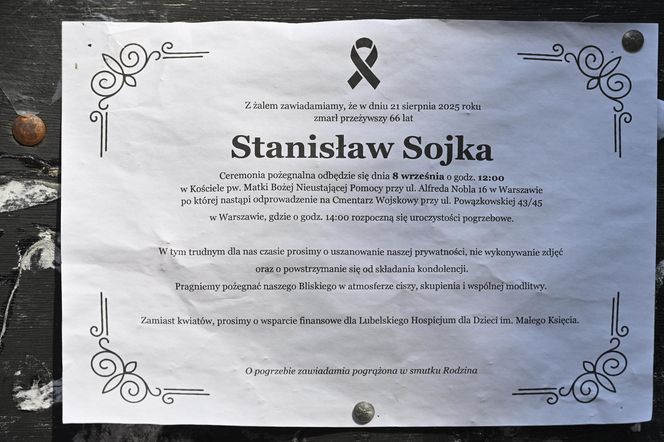 Z żalem zawiadamiamy, że w dniu 21 sierpnia 2025 roku
zmarł przeżywszy 66 lat
Stanisław Sojka
Ceremonia pożegnalna odbędzie się dnia 8 września o godz. 12:00
w Kościele pw. Matki Bożej Nieustającej Pomocy przy ul. Alfreda Nobla 16 w Warszawie
po której nastąpi odprowadzenie na Cmentarz Wojskowy przy ul. Powązkowskiej 43/45
w Warszawie, gdzie o godz. 14:00 rozpoczną się uroczystości pogrzebowe.
W tym trudnym dla nas czasie prosimy o uszanowanie naszej prywatności, nie wykonywanie zdjęć
oraz o powstrzymanie się od składania kondolencji.
Pragniemy pożegnać naszego Bliskiego w atmosferze ciszy, skupienia i wspólnej modlitwy.
Zamiast kwiatów, prosimy o wsparcie finansowe dla Lubelskiego Hospicjum dla Dzieci im. Małego Księcia.
O pogrzebie zawiadamia pogrążona w smutku Rodzina